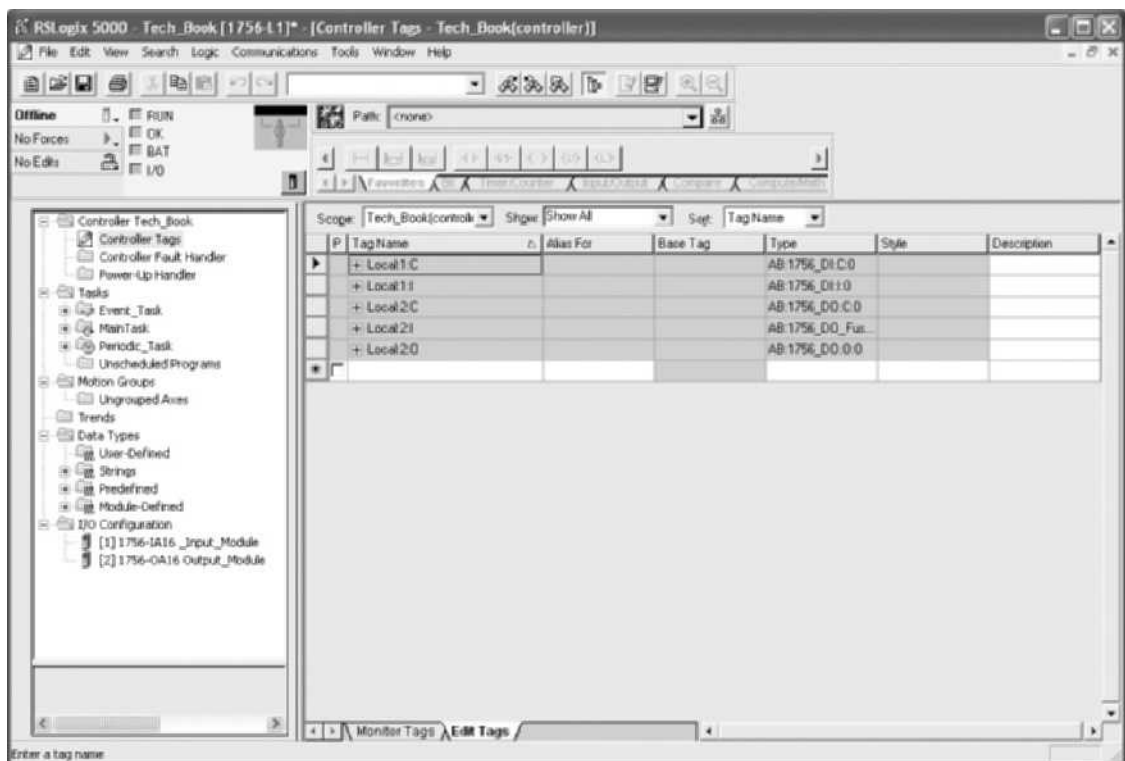 RSLogix 5000 - Tech_Book [1756-L1]* - [Controller Tags - Tech_Book(controller)]
File Edit View Search Logic Communications Tools Window Help
Offline
RUN
No Forces
OK
No Edits
BAT
I/O
Path: <none>
Favorites
Bit
Timer/Counter
Input/Output
Compare
Compute/Math
Controller Tech_Book
Controller Tags
Controller Fault Handler
Power-Up Handler
Tasks
Event_Task
MainTask
Periodic_Task
Unscheduled Programs
Motion Groups
Ungrouped Axes
Trends
Data Types
User-Defined
Strings
Predefined
Module-Defined
I/O Configuration
[1] 1756-IA16 _Input_Module
[2] 1756-OA16 Output_Module
Scope: Tech_Book(controlle Show: Show All Sort: Tag Name
P Tag Name Alias For Base Tag Type Style Description
+ Local:1:C AB:1756_DI:C:0
+ Local:1:I AB:1756_DI:I:0
+ Local:2:C AB:1756_DO:C:0
+ Local:2:I AB:1756_DO_Fus...
+ Local:2:O AB:1756_DO:O:0
Monitor Tags Edit Tags
Enter a tag name